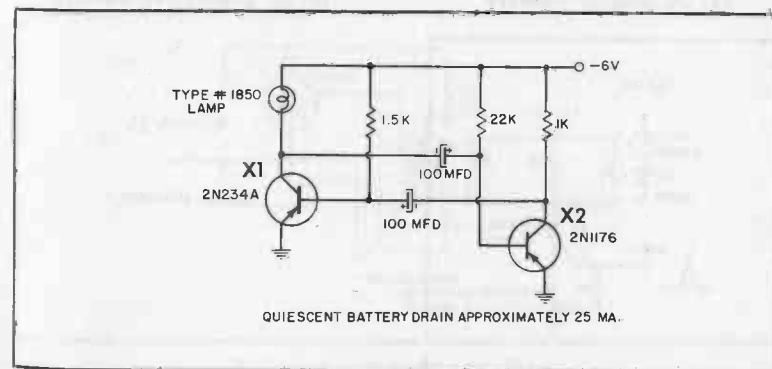 −6V
TYPE # 1850
LAMP
1.5K
22K
1K
100 MFD
X1
2N234A
100 MFD
X2
2N1176
QUIESCENT BATTERY DRAIN APPROXIMATELY 25 MA.